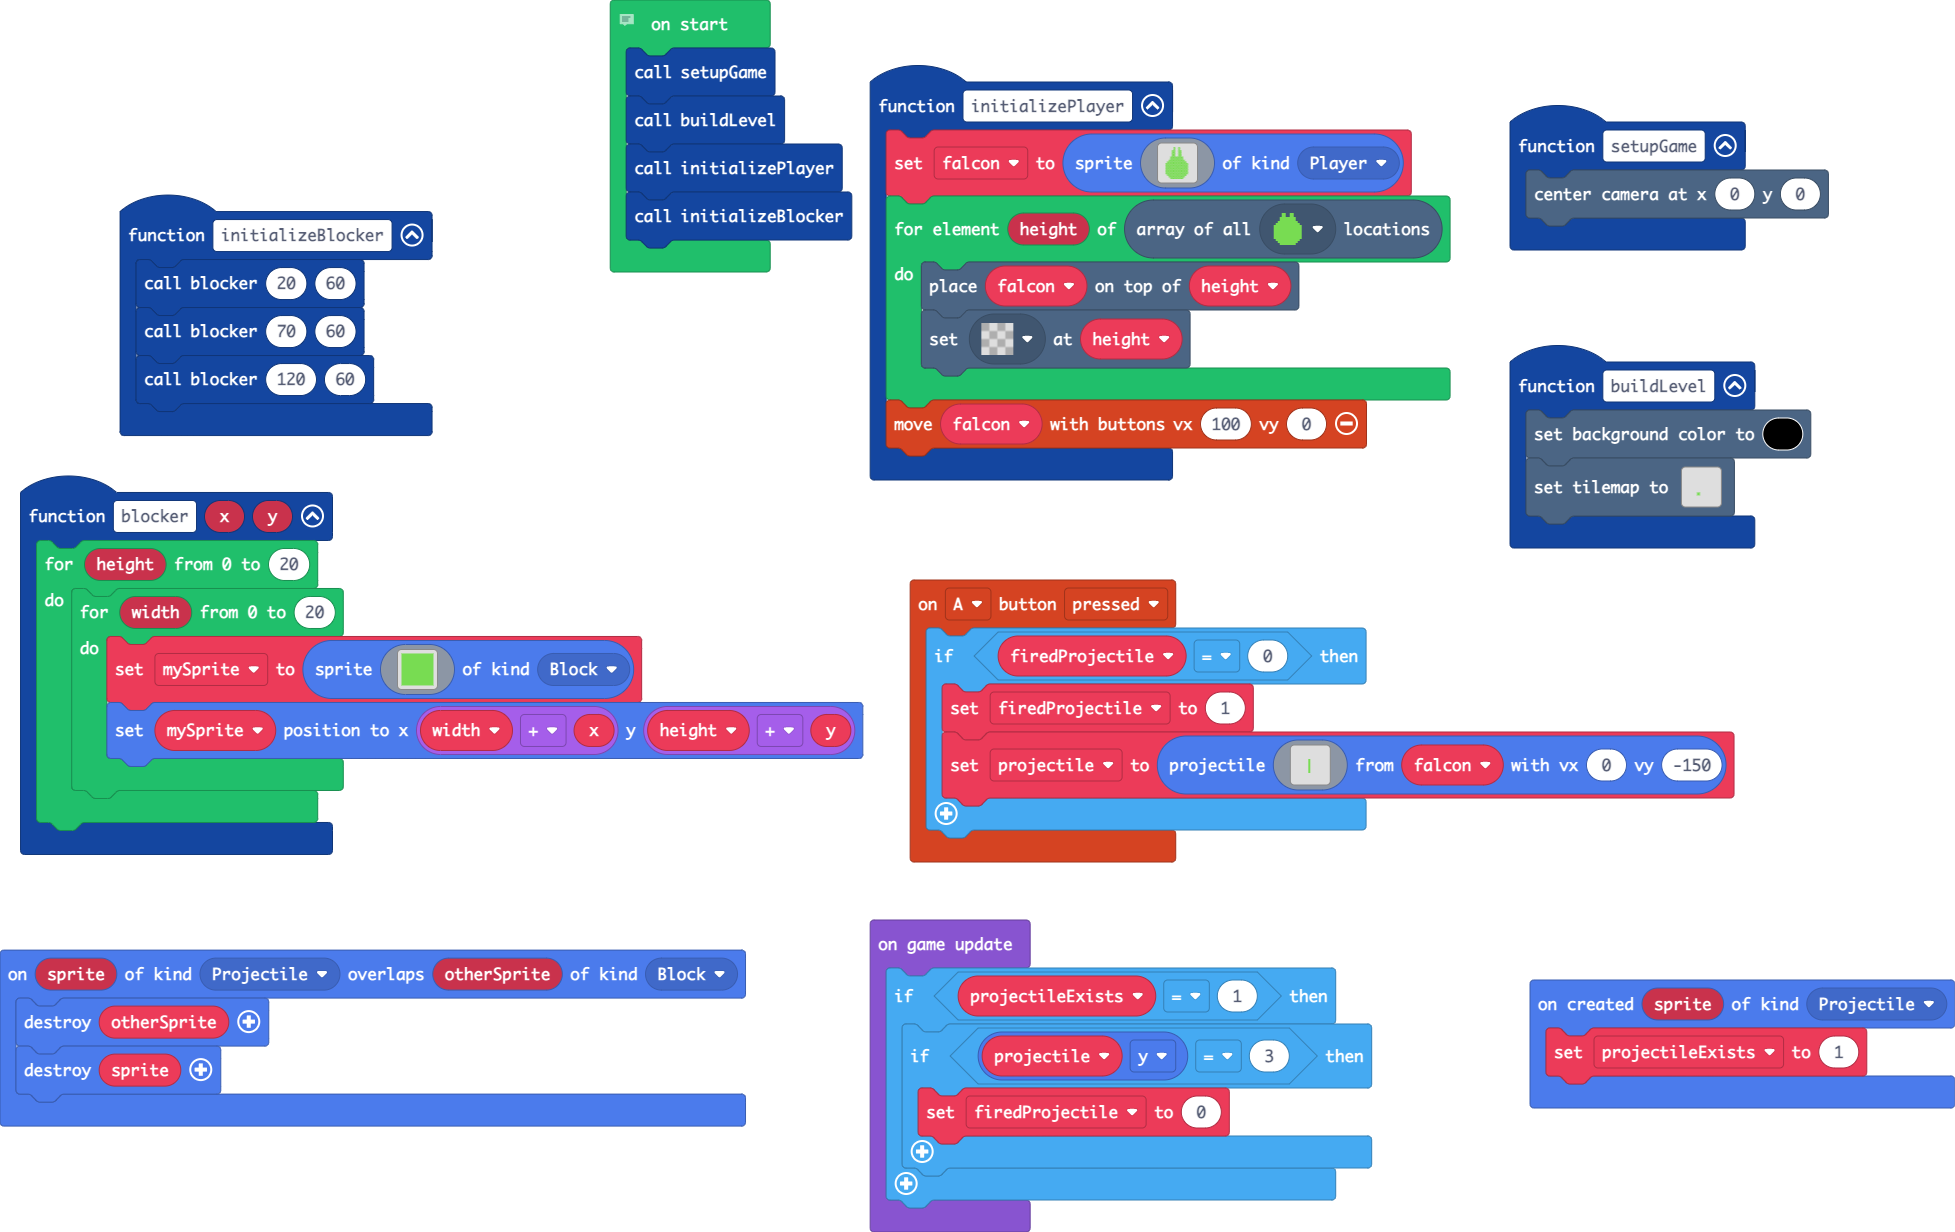 on start
call setupGame
call buildLevel
call initializePlayer
call initializeBlocker
function initializeBlocker
call blocker 20 60
call blocker 70 60
call blocker 120 60
function initializePlayer
set falcon to sprite of kind Player
for element height of array of all locations
do
place falcon on top of height
set at height
move falcon with buttons vx 100 vy 0
function setupGame
center camera at x 0 y 0
function buildLevel
set background color to
set tilemap to
function blocker x y
for height from 0 to 20
do
for width from 0 to 20
do
set mySprite to sprite of kind Block
set mySprite position to x width + x y height + y
on A button pressed
if firedProjectile = 0 then
set firedProjectile to 1
set projectile to projectile from falcon with vx 0 vy -150
on sprite of kind Projectile overlaps otherSprite of kind Block
destroy otherSprite
destroy sprite
on game update
if projectileExists = 1 then
if projectile y = 3 then
set firedProjectile to 0
on created sprite of kind Projectile
set projectileExists to 1